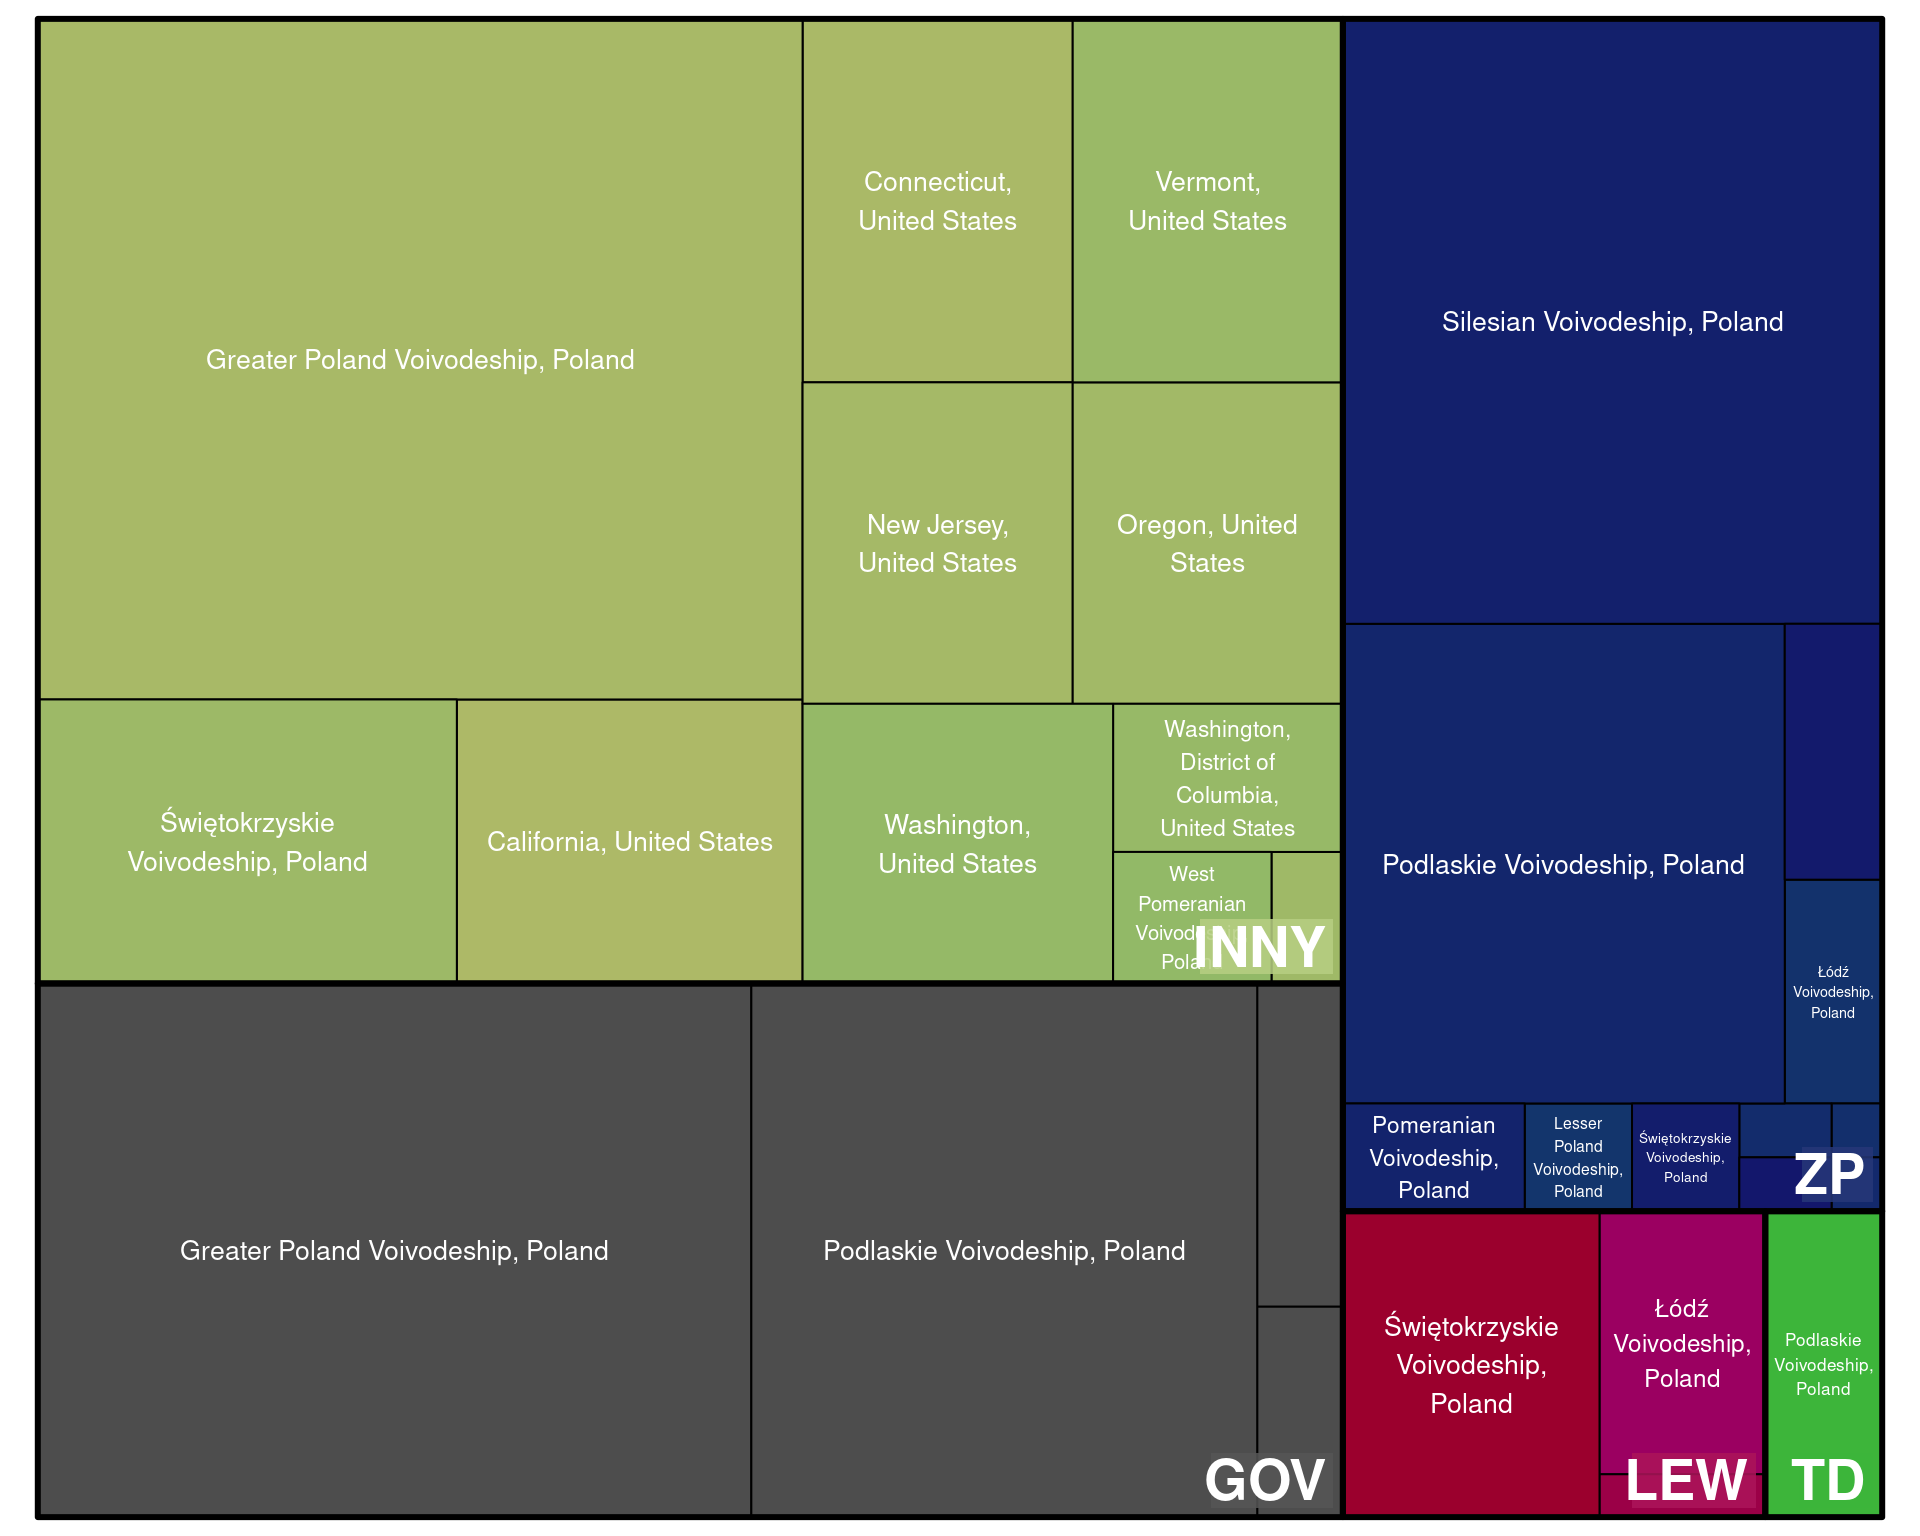 Greater Poland Voivodeship, Poland
Connecticut,
United States
Vermont,
United States
New Jersey,
United States
Oregon, United
States
Świętokrzyskie
Voivodeship, Poland
California, United States
Washington,
United States
Washington,
District of
Columbia,
United States
West
Pomeranian
INNY
Greater Poland Voivodeship, Poland
Podlaskie Voivodeship, Poland
GOV
Silesian Voivodeship, Poland
Podlaskie Voivodeship, Poland
Łódź
Voivodeship,
Poland
Pomeranian
Voivodeship,
Poland
Lesser
Poland
Voivodeship,
Poland
Świętokrzyskie
Voivodeship,
Poland
ZP
Świętokrzyskie
Voivodeship,
Poland
Łódź
Voivodeship,
Poland
LEW
Podlaskie
Voivodeship,
Poland
TD